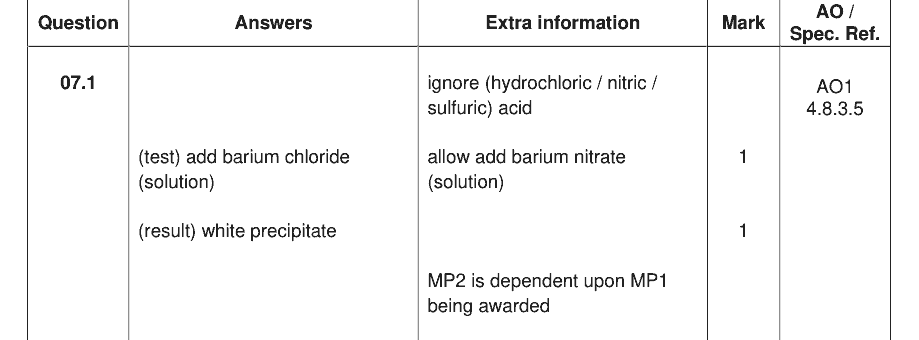 Question Answers Extra information Mark AO /
Spec. Ref.
07.1 ignore (hydrochloric / nitric /
sulfuric) acid
AO1
4.8.3.5
(test) add barium chloride
(solution)
allow add barium nitrate
(solution)
1
(result) white precipitate 1
MP2 is dependent upon MP1
being awarded